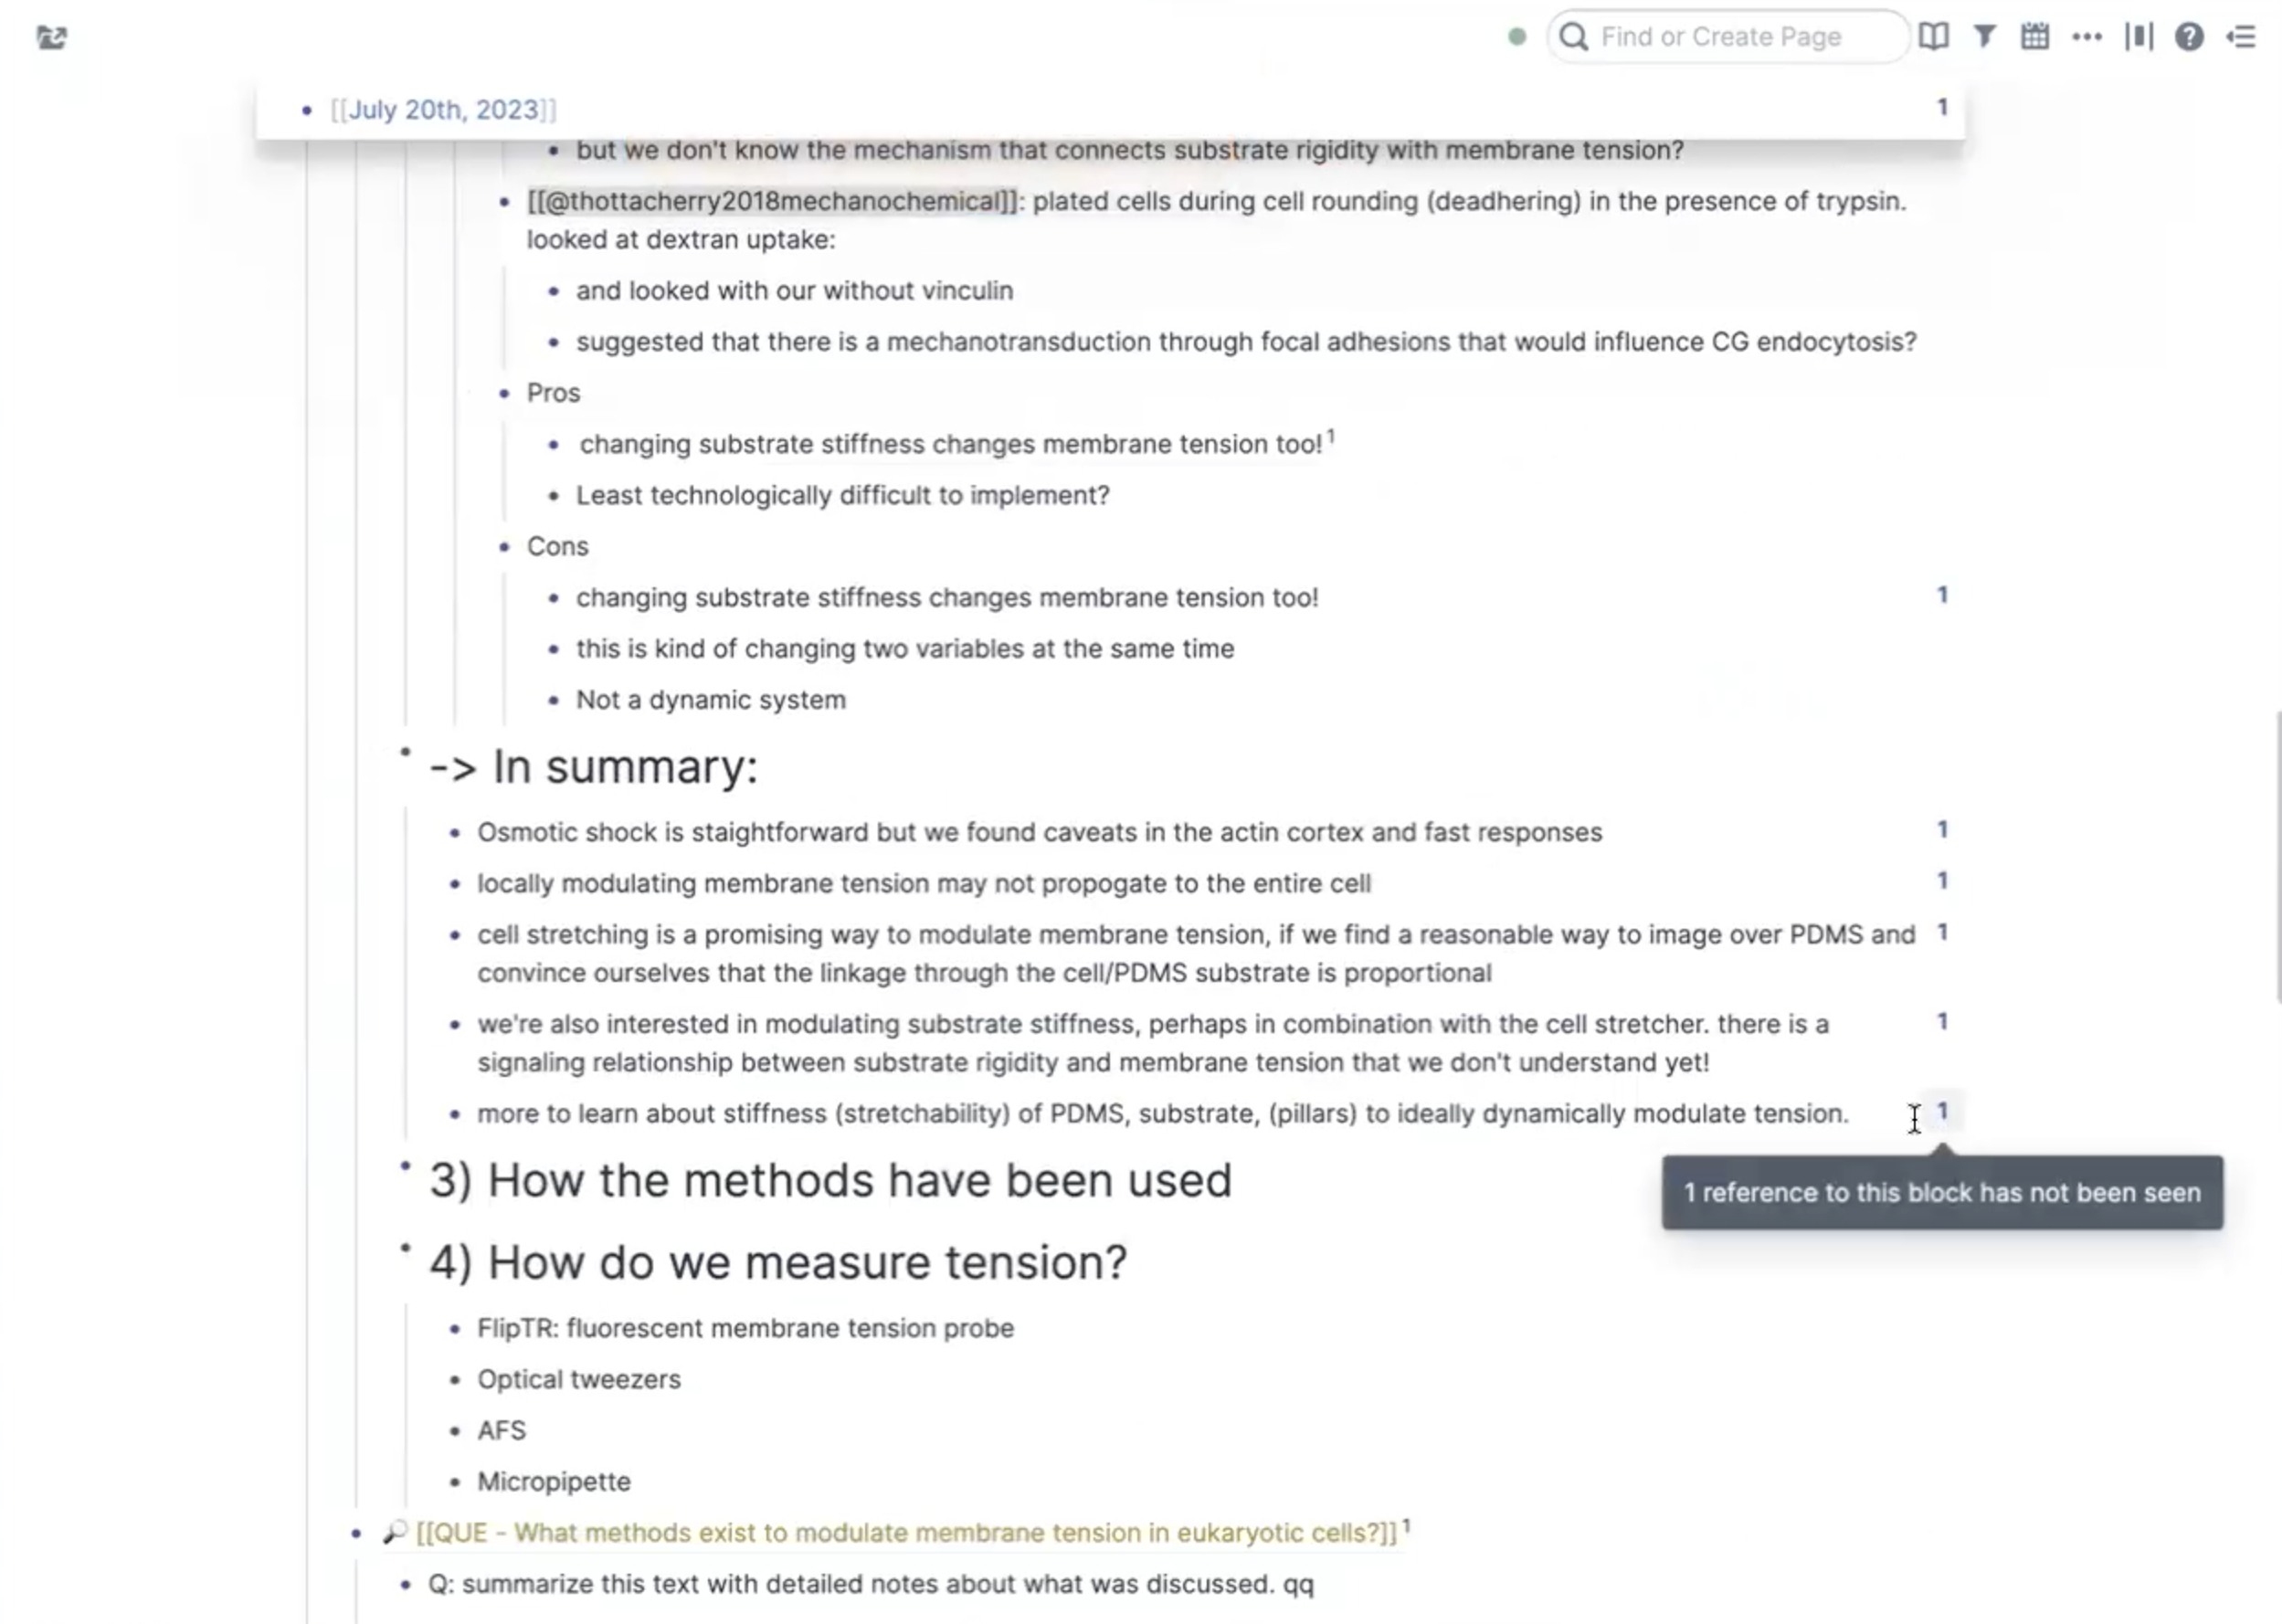 Find or Create Page
[[July 20th, 2023]] 1
but we don't know the mechanism that connects substrate rigidity with membrane tension?
[[@thottacherry2018mechanochemical]]: plated cells during cell rounding (deadhering) in the presence of trypsin.
looked at dextran uptake:
and looked with our without vinculin
suggested that there is a mechanotransduction through focal adhesions that would influence CG endocytosis?
Pros
changing substrate stiffness changes membrane tension too! 1
Least technologically difficult to implement?
Cons
changing substrate stiffness changes membrane tension too! 1
this is kind of changing two variables at the same time
Not a dynamic system
-> In summary:
Osmotic shock is staightforward but we found caveats in the actin cortex and fast responses 1
locally modulating membrane tension may not propogate to the entire cell 1
cell stretching is a promising way to modulate membrane tension, if we find a reasonable way to image over PDMS and 1
convince ourselves that the linkage through the cell/PDMS substrate is proportional
we're also interested in modulating substrate stiffness, perhaps in combination with the cell stretcher. there is a 1
signaling relationship between substrate rigidity and membrane tension that we don't understand yet!
more to learn about stiffness (stretchability) of PDMS, substrate, (pillars) to ideally dynamically modulate tension. 1
1 reference to this block has not been seen
3) How the methods have been used
4) How do we measure tension?
FlipTR: fluorescent membrane tension probe
Optical tweezers
AFS
Micropipette
[[QUE - What methods exist to modulate membrane tension in eukaryotic cells?]] 1
Q: summarize this text with detailed notes about what was discussed. qq